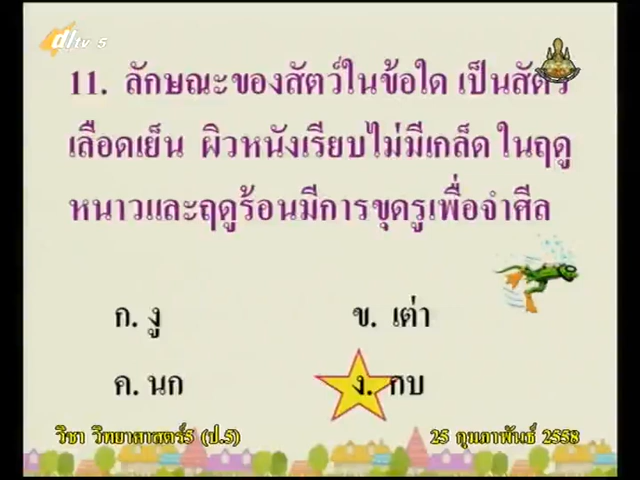 dltv 5
11. ลักษณะของสัตว์ในข้อใด เป็นสัตว์
เลือดเย็น ผิวหนังเรียบไม่มีเกล็ด ในฤดู
หนาวและฤดูร้อนมีการขุดรูเพื่อจำศีล
ก. งู ข. เต่า
ค. นก ง. กบ
วิชา วิทยาศาสตร์5 (ป.5) 25 กุมภาพันธ์ 2558